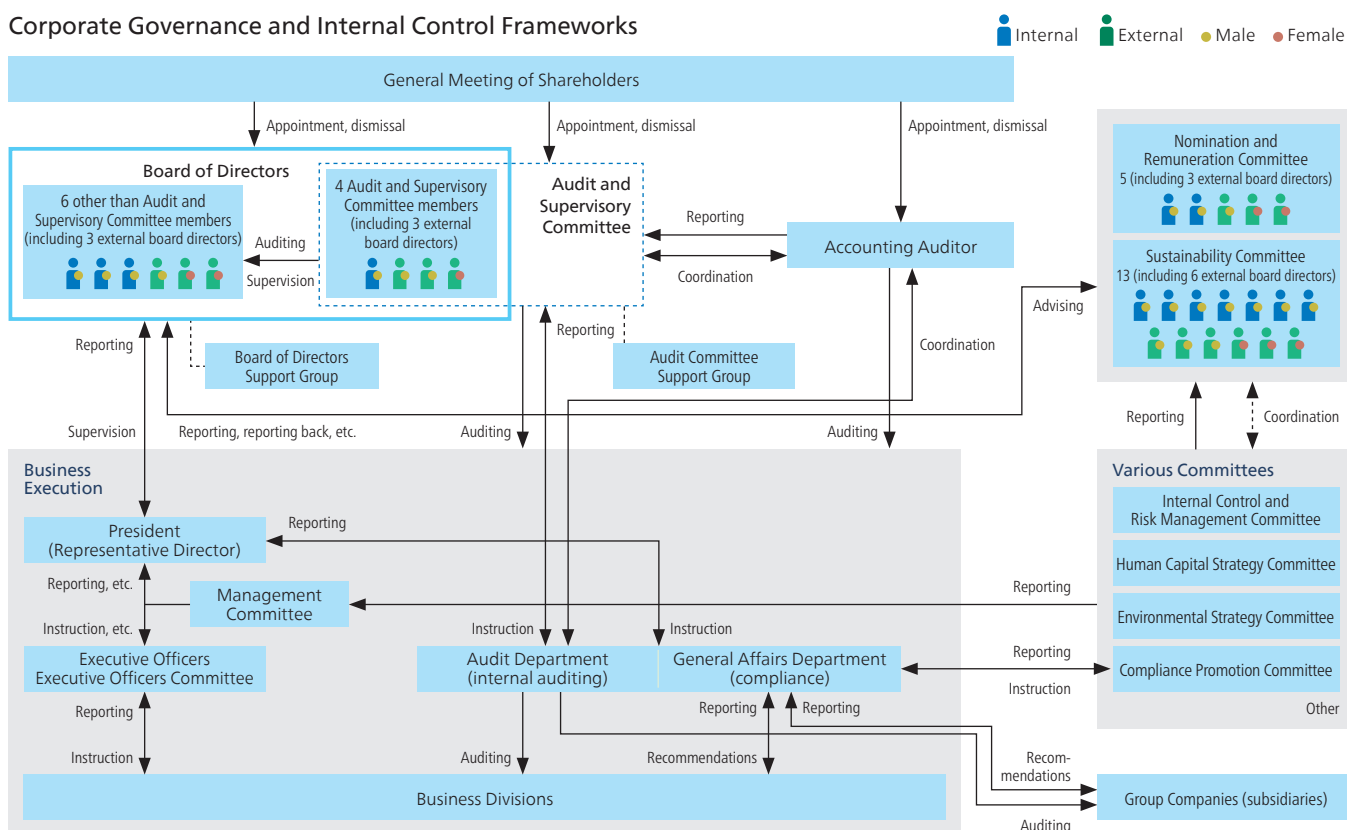 Corporate Governance and Internal Control Frameworks
Internal
External
Male
Female
General Meeting of Shareholders
Appointment, dismissal
Appointment, dismissal
Appointment, dismissal
Board of Directors
6 other than Audit and
Supervisory Committee members
(including 3 external board directors)
Auditing
Supervision
4 Audit and Supervisory
Committee members
(including 3 external
board directors)
Audit and
Supervisory
Committee
Reporting
Coordination
Accounting Auditor
Nomination and
Remuneration Committee
5 (including 3 external board directors)
Sustainability Committee
13 (including 6 external board directors)
Advising
Reporting
Board of Directors
Support Group
Reporting
Audit Committee
Support Group
Coordination
Supervision
Reporting, reporting back, etc.
Auditing
Auditing
Reporting
Coordination
Business
Execution
President
(Representative Director)
Reporting
Reporting, etc.
Management
Committee
Instruction, etc.
Executive Officers
Executive Officers Committee
Instruction
Instruction
Audit Department
(internal auditing)
General Affairs Department
(compliance)
Reporting
Various Committees
Internal Control and
Risk Management Committee
Human Capital Strategy Committee
Environmental Strategy Committee
Compliance Promotion Committee
Other
Reporting
Instruction
Reporting
Instruction
Auditing
Reporting
Reporting
Recommendations
Business Divisions
Recom-
mendations
Auditing
Group Companies (subsidiaries)